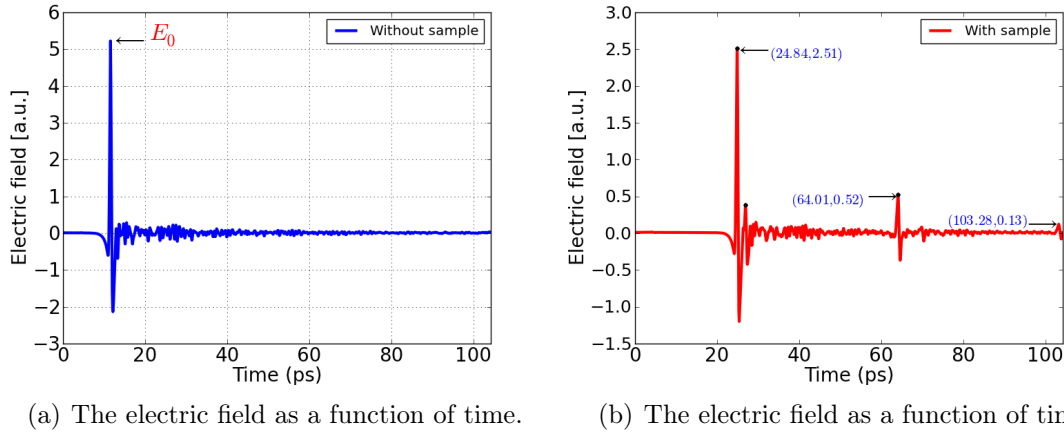 6
5
4
3
2
1
0
−1
−2
−3
Electric field [a.u.]
E0
Without sample
0 20 40 60 80 100
Time (ps)
(a) The electric field as a function of time.
3.0
2.5
2.0
1.5
1.0
0.5
0.0
−0.5
−1.0
−1.5
Electric field [a.u.]
With sample
(24.84,2.51)
(64.01,0.52)
(103.28,0.13)
0 20 40 60 80 100
Time (ps)
(b) The electric field as a function of tim